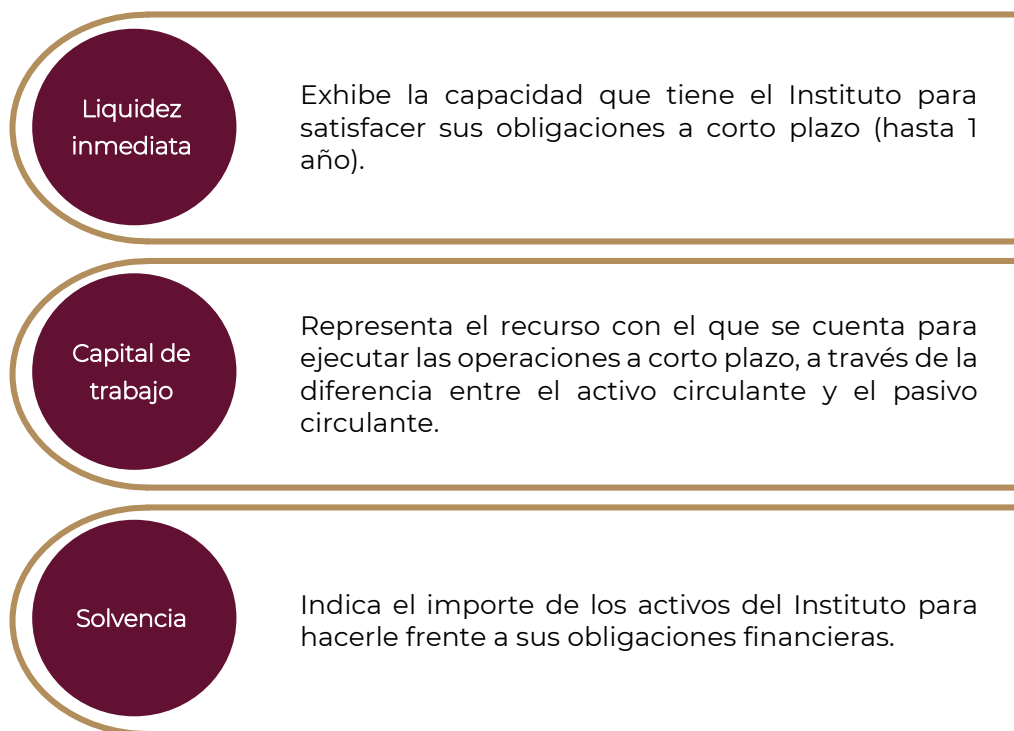 Liquidez
inmediata
Exhibe la capacidad que tiene el Instituto para
satisfacer sus obligaciones a corto plazo (hasta 1
año).
Capital de
trabajo
Representa el recurso con el que se cuenta para
ejecutar las operaciones a corto plazo, a través de la
diferencia entre el activo circulante y el pasivo
circulante.
Solvencia
Indica el importe de los activos del Instituto para
hacerle frente a sus obligaciones financieras.